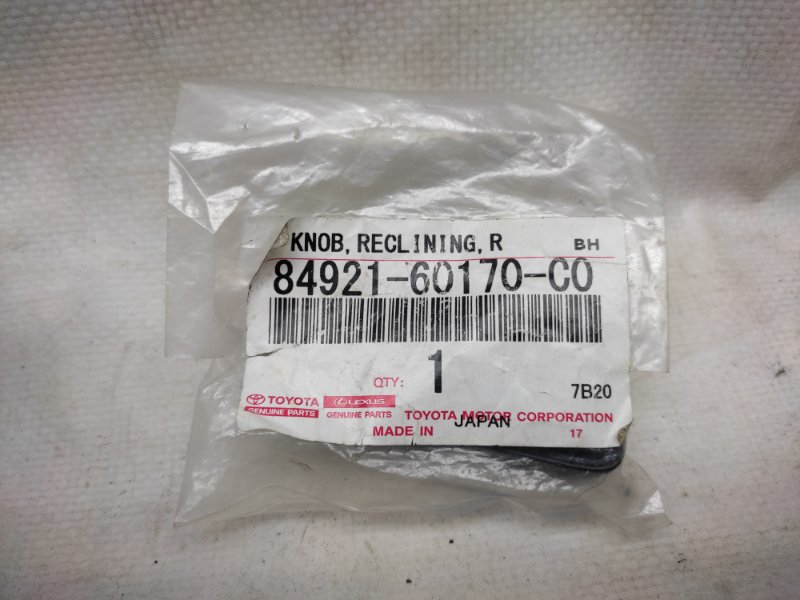 KNOB, RECLINING, R BH
84921-60170-C0
QTY: 1
7B20
TOYOTA LEXUS
GENUINE PARTS GENUINE PARTS TOYOTA MOTOR CORPORATION
MADE IN JAPAN 17